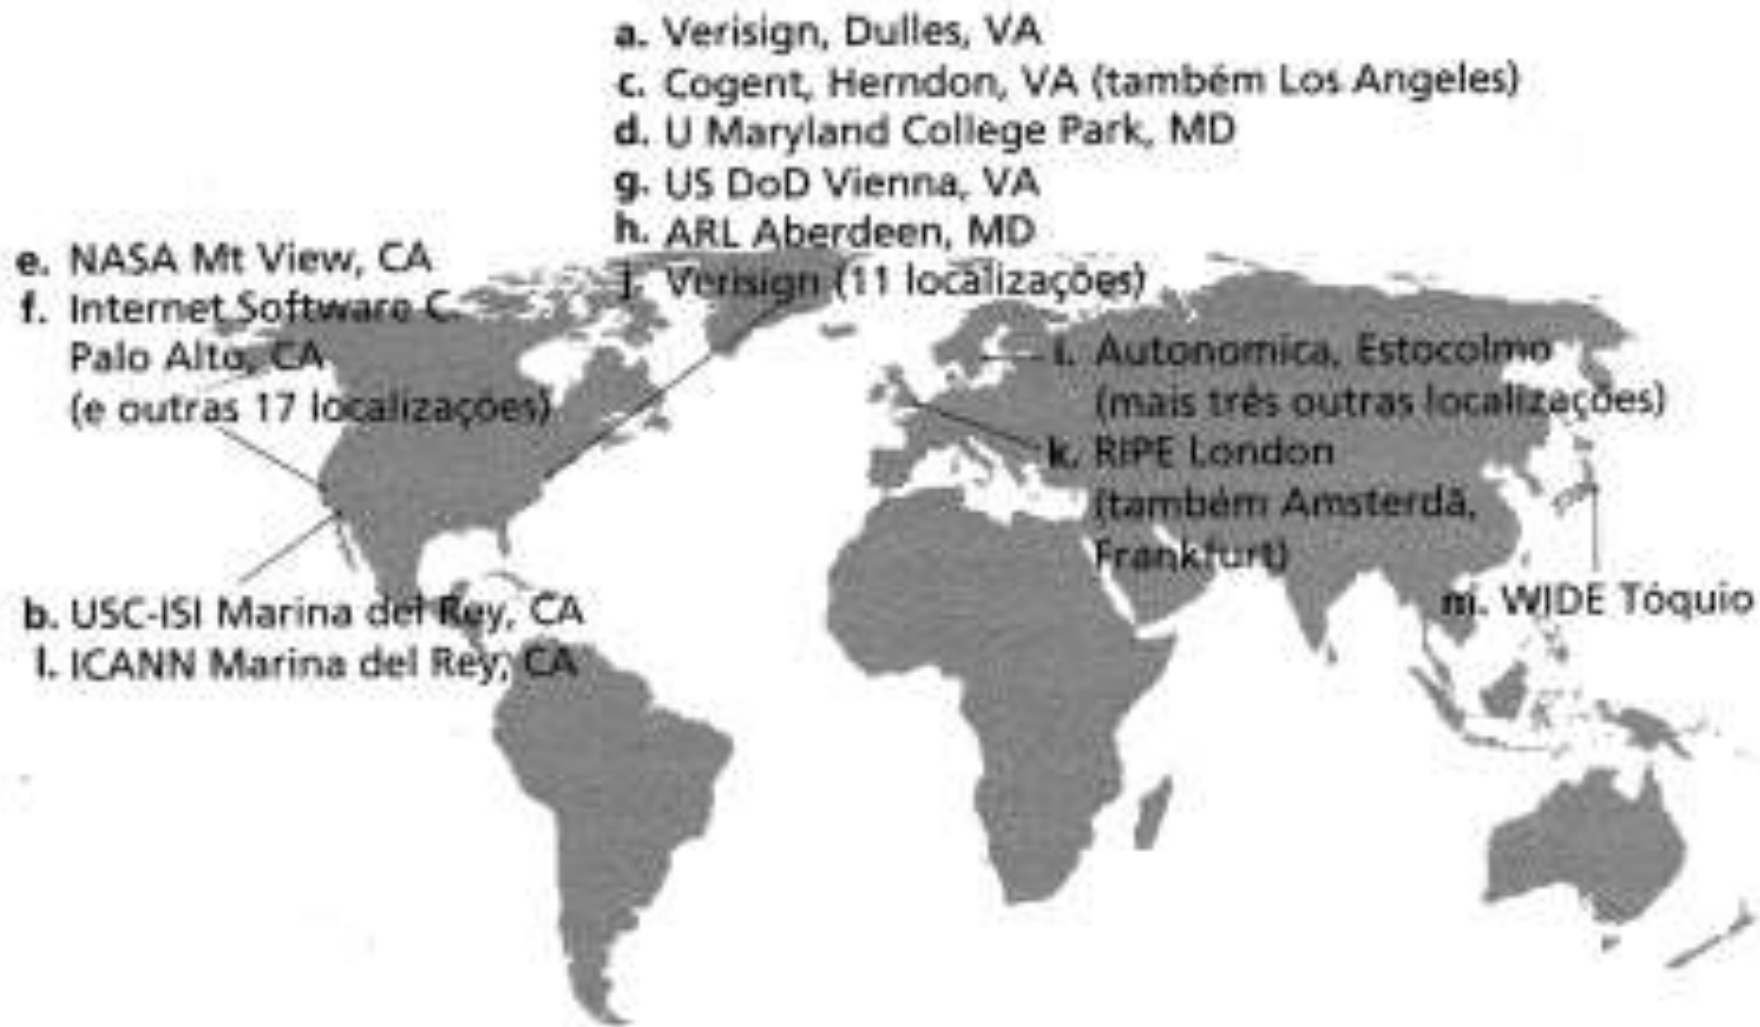 a. Verisign, Dulles, VA
c. Cogent, Herndon, VA (também Los Angeles)
d. U Maryland College Park, MD
g. US DoD Vienna, VA
h. ARL Aberdeen, MD
j. Verisign (11 localizações)
e. NASA Mt View, CA
f. Internet Software C.
Palo Alto, CA
(e outras 17 localizações)
i. Autonomica, Estocolmo
(mais três outras localizações)
k. RIPE London
(também Amsterdã,
Frankfurt)
m. WIDE Tóquio
b. USC-ISI Marina del Rey, CA
l. ICANN Marina del Rey, CA